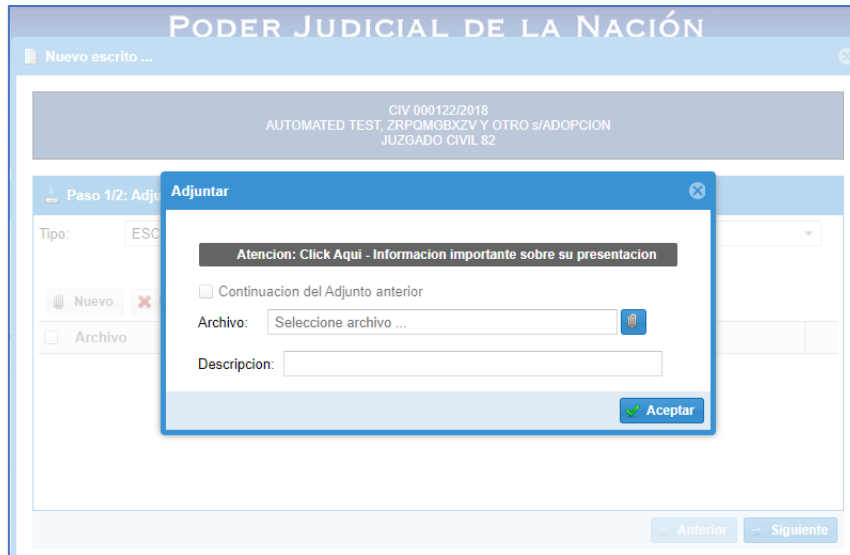 PODER JUDICIAL DE LA NACIÓN
Nuevo escrito ...
CIV 000122/2018
AUTOMATED TEST, ZRPQMGBXZV Y OTRO s/ADOPCION
JUZGADO CIVIL 82
Paso 1/2: Adju
Adjuntar
Tipo: ESC
Atencion: Click Aqui - Informacion importante sobre su presentacion
Continuacion del Adjunto anterior
Nuevo
Archivo: Seleccione archivo ...
Archivo
Descripcion:
Aceptar
Anterior Siguiente